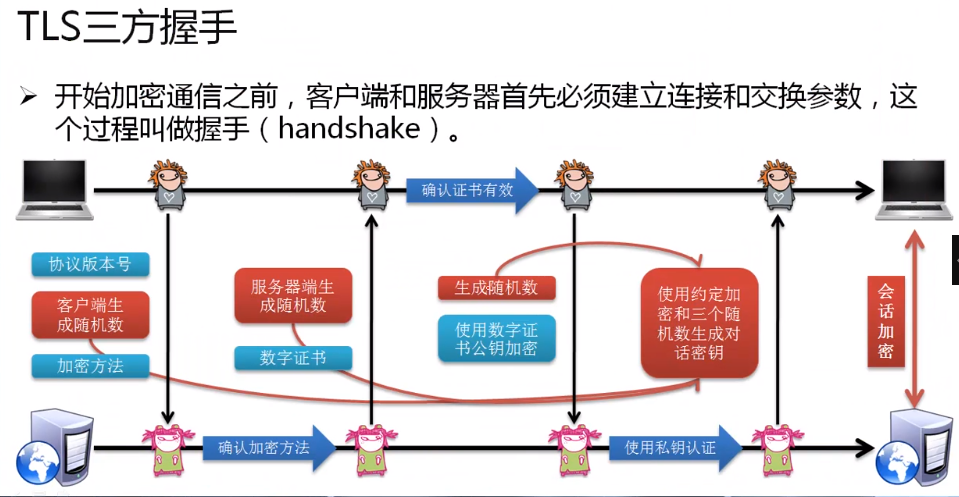 TLS三方握手
开始加密通信之前，客户端和服务器首先必须建立连接和交换参数，这
个过程叫做握手（handshake）。
确认证书有效
协议版本号
客户端生
成随机数
加密方法
服务器端生
成随机数
数字证书
生成随机数
使用数字证
书公钥加密
使用约定加
密和三个随
机数生成对
话密钥
会
话
加
密
确认加密方法
使用私钥认证